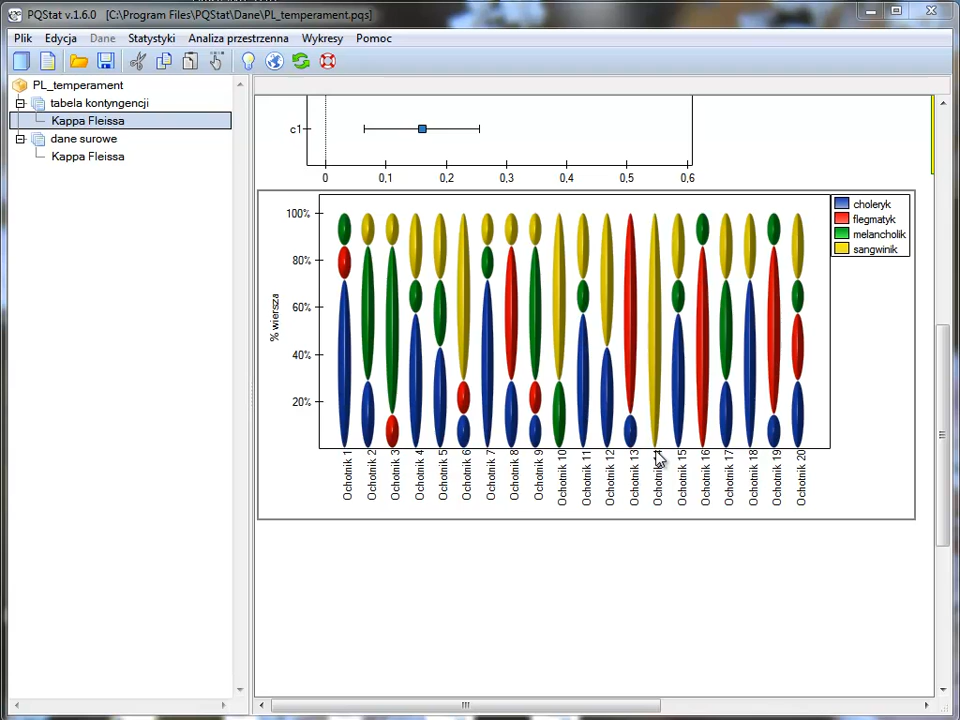 PQStat v.1.6.0 [C:\Program Files\PQStat\Dane\PL_temperament.pqs]
Plik Edycja Dane Statystyki Analiza przestrzenna Wykresy Pomoc
PL_temperament
tabela kontyngencji
Kappa Fleissa
dane surowe
Kappa Fleissa
c1
0 0,1 0,2 0,3 0,4 0,5 0,6
100%
80%
60%
40%
20%
% wiersza
choleryk
flegmatyk
melancholik
sangwinik
Ochotnik 1
Ochotnik 2
Ochotnik 3
Ochotnik 4
Ochotnik 5
Ochotnik 6
Ochotnik 7
Ochotnik 8
Ochotnik 9
Ochotnik 10
Ochotnik 11
Ochotnik 12
Ochotnik 13
Ochotnik
Ochotnik 15
Ochotnik 16
Ochotnik 17
Ochotnik 18
Ochotnik 19
Ochotnik 20